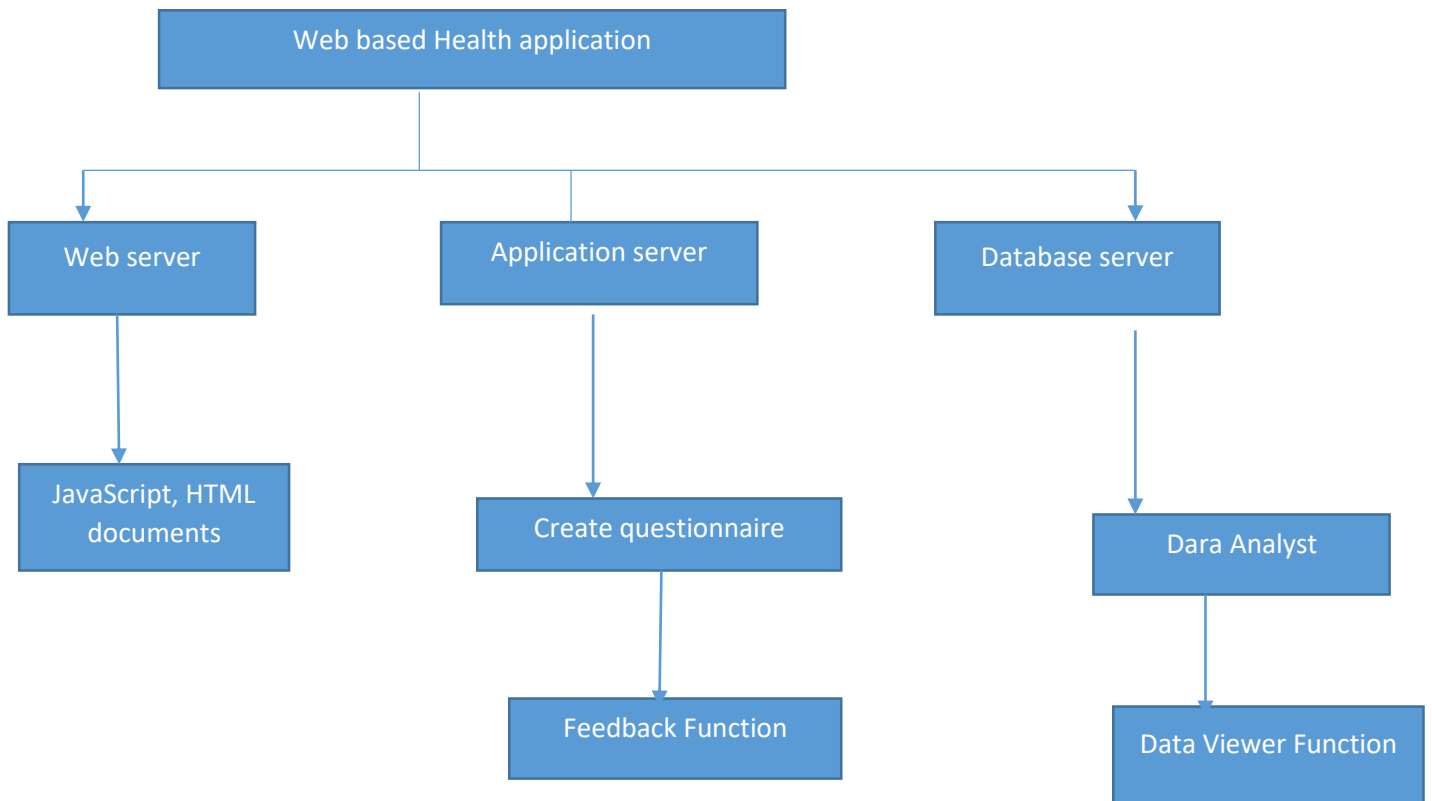 Web based Health application
Web server
Application server
Database server
JavaScript, HTML
documents
Create questionnaire
Dara Analyst
Feedback Function
Data Viewer Function